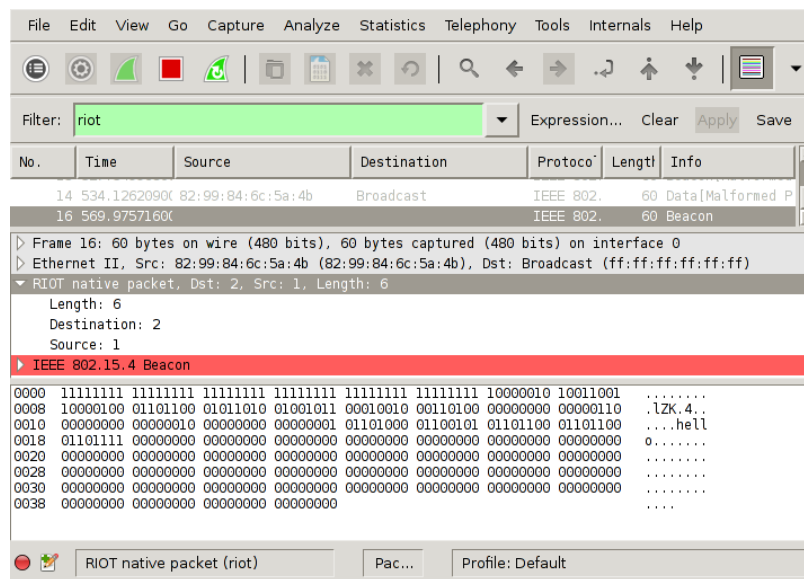 File Edit View Go Capture Analyze Statistics Telephony Tools Internals Help
Filter: riot Expression... Clear Apply Save
No. Time Source Destination Protoco Length Info
14 534.12620900 82:99:84:6c:5a:4b Broadcast IEEE 802. 60 Data[Malformed P
16 569.97571600 IEEE 802. 60 Beacon
Frame 16: 60 bytes on wire (480 bits), 60 bytes captured (480 bits) on interface 0
Ethernet II, Src: 82:99:84:6c:5a:4b (82:99:84:6c:5a:4b), Dst: Broadcast (ff:ff:ff:ff:ff:ff)
RIOT native packet, Dst: 2, Src: 1, Length: 6
Length: 6
Destination: 2
Source: 1
IEEE 802.15.4 Beacon
0000 11111111 11111111 11111111 11111111 11111111 11111111 10000010 10011001 ........
0008 10000100 01101100 01011010 01001011 00010010 00110100 00000000 00000110 .lZK.4..
0010 00000000 00000010 00000000 00000001 01101000 01100101 01101100 01101100 ....hell
0018 01101111 00000000 00000000 00000000 00000000 00000000 00000000 00000000 o.......
0020 00000000 00000000 00000000 00000000 00000000 00000000 00000000 00000000 ........
0028 00000000 00000000 00000000 00000000 00000000 00000000 00000000 00000000 ........
0030 00000000 00000000 00000000 00000000 00000000 00000000 00000000 00000000 ........
0038 00000000 00000000 00000000 00000000 ....
RIOT native packet (riot) Pac... Profile: Default